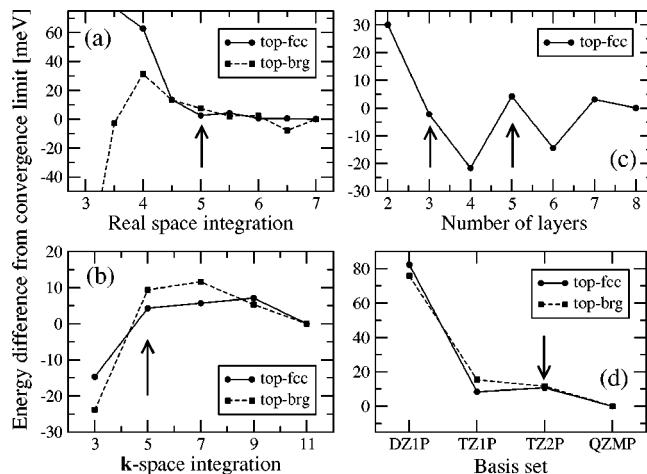 Energy difference from convergence limit [meV]
(a)
top-fcc
top-brg
60
40
20
0
-20
-40
3 4 5 6 7
Real space integration
(c)
top-fcc
30
20
10
0
-10
-20
-30
2 3 4 5 6 7 8
Number of layers
(b)
top-fcc
top-brg
20
10
0
-10
-20
-30
3 5 7 9 11
k-space integration
(d)
top-fcc
top-brg
80
60
40
20
0
DZ1P TZ1P TZ2P QZMP
Basis set